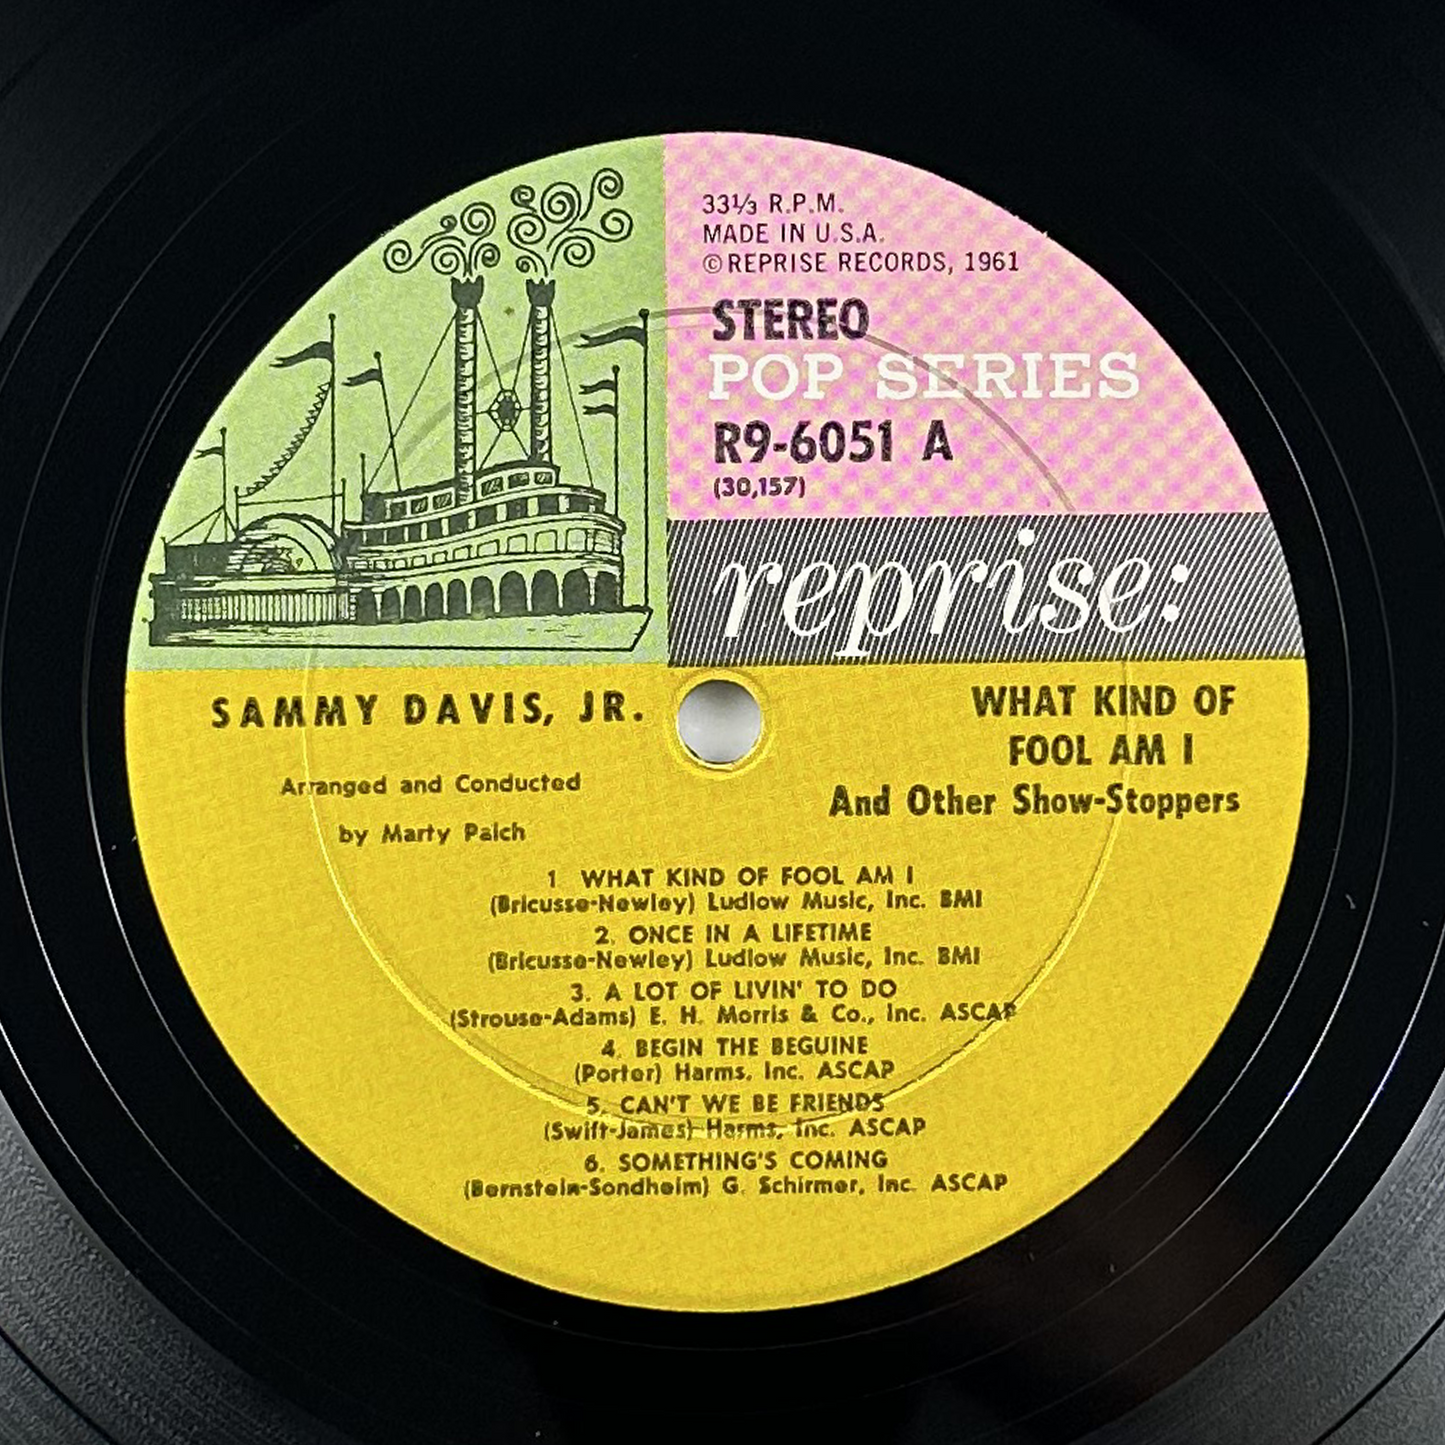 33⅓ R.P.M.
MADE IN U.S.A.
©REPRISE RECORDS, 1961
STEREO
POP SERIES
R9-6051 A
(30,157)
reprise:
SAMMY DAVIS, JR.
Arranged and Conducted
by Marty Paich
WHAT KIND OF
FOOL AM I
And Other Show-Stoppers
1 WHAT KIND OF FOOL AM I
(Bricusse-Newley) Ludlow Music, Inc. BMI
2. ONCE IN A LIFETIME
(Bricusse-Newley) Ludlow Music, Inc. BMI
3. A LOT OF LIVIN' TO DO
(Strouse-Adams) E. H. Morris & Co., Inc. ASCAP
4. BEGIN THE BEGUINE
(Porter) Harms, Inc. ASCAP
5. CAN'T WE BE FRIENDS
(Swift-James) Harms, Inc. ASCAP
6. SOMETHING'S COMING
(Bernstein-Sondheim) G. Schirmer, Inc. ASCAP